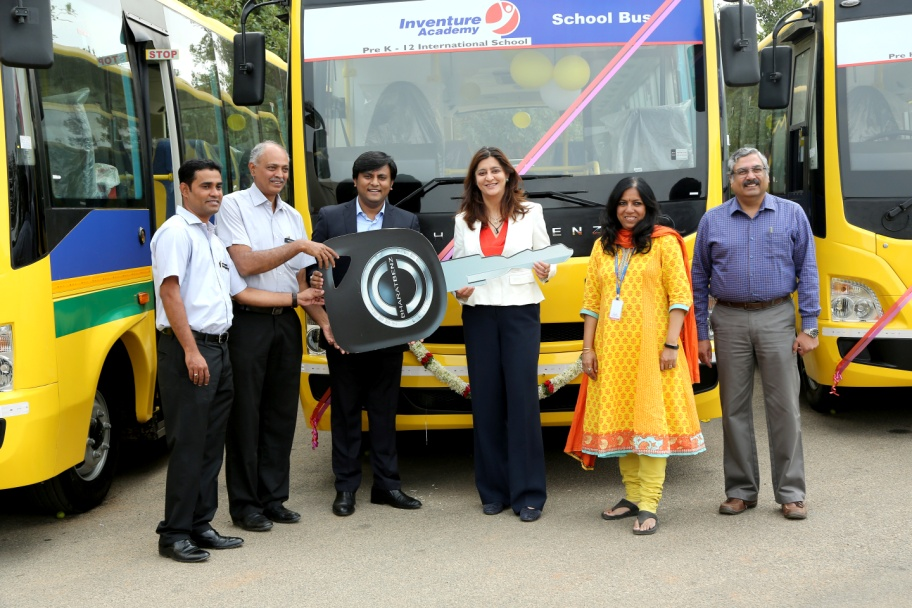 Inventure
Academy
School Bus
Pre K - 12 International School
STOP
BHARATBENZ